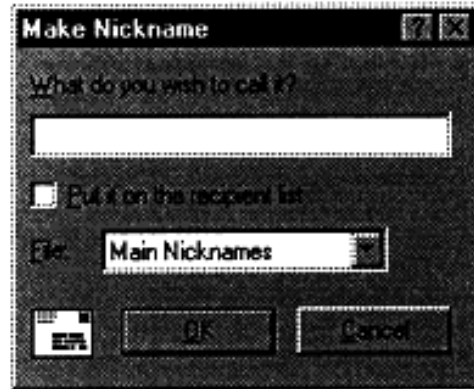 Make Nickname
What do you wish to call it?
Put it on the recipient list
File: Main Nicknames
OK Cancel